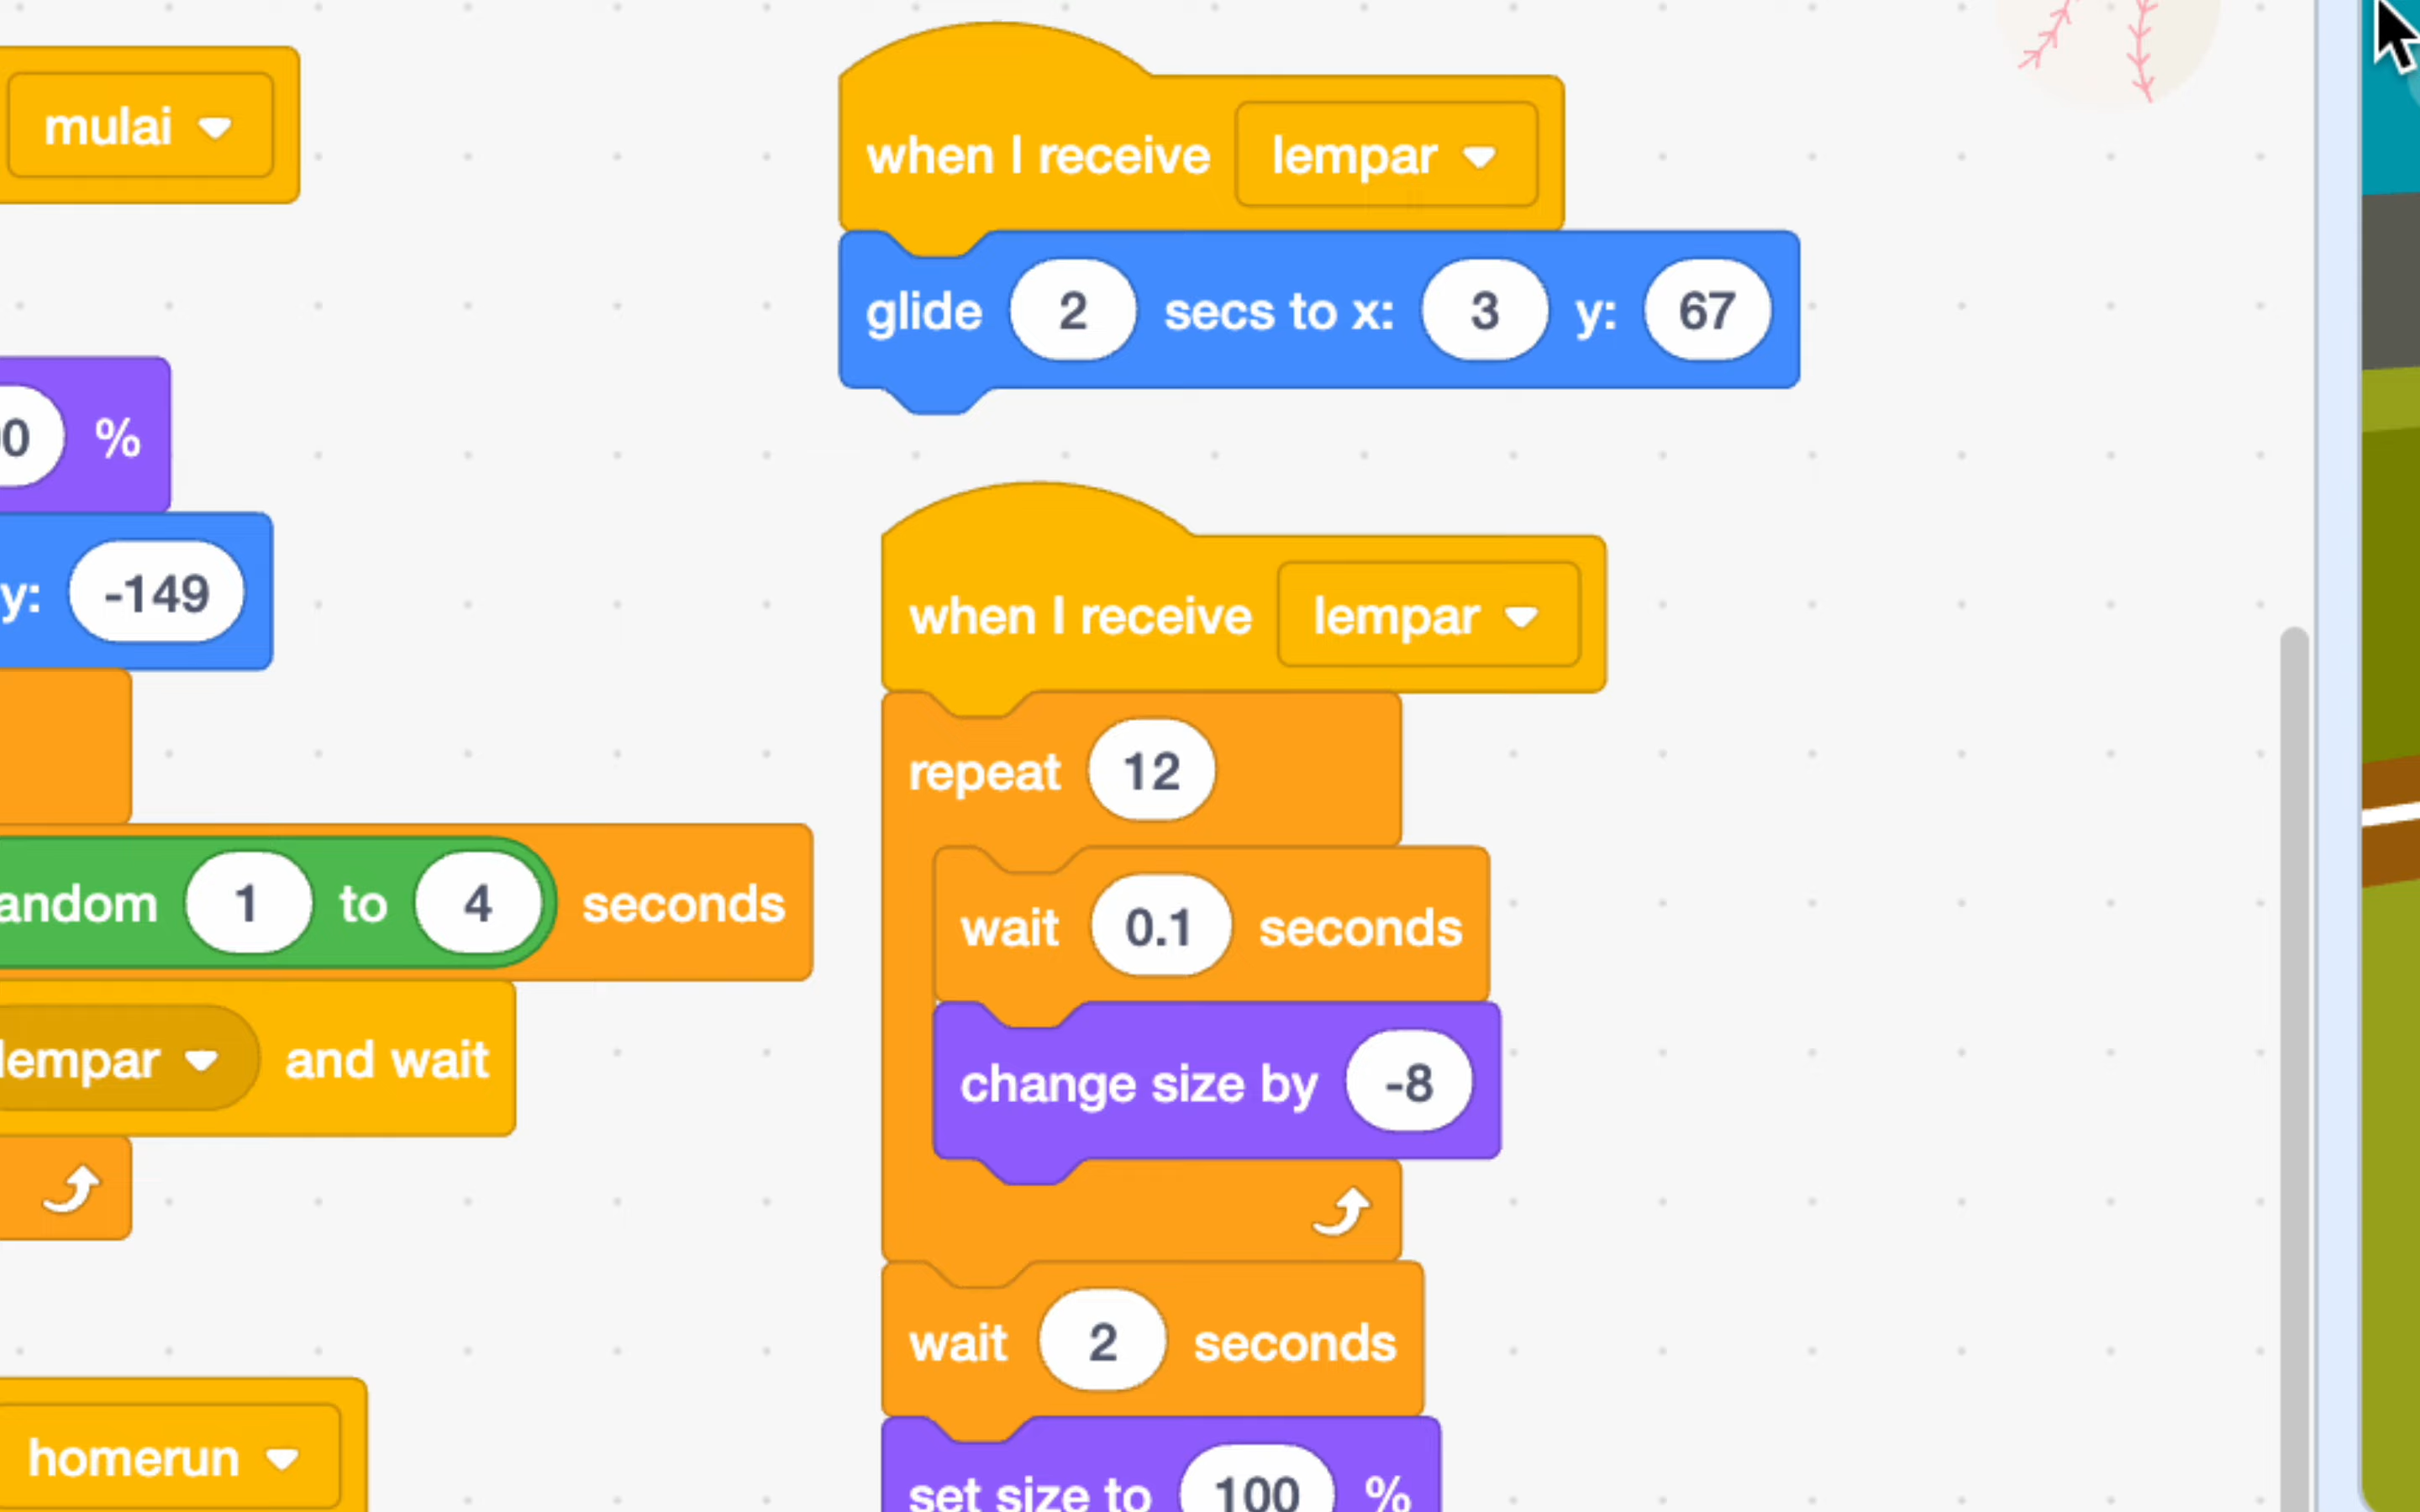 mulai
0 %
y: -149
andom 1 to 4 seconds
lempar and wait
homerun
when I receive lempar
glide 2 secs to x: 3 y: 67
when I receive lempar
repeat 12
wait 0.1 seconds
change size by -8
wait 2 seconds
set size to 100 %